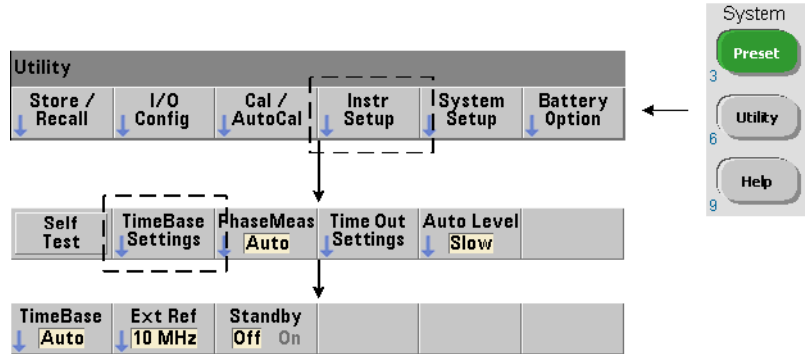 System
Preset
3
Utility
6
Help
9
Utility
Store / Recall
I/O Config
Cal / AutoCal
Instr Setup
System Setup
Battery Option
Self Test
TimeBase Settings
PhaseMeas Auto
Time Out Settings
Auto Level Slow
TimeBase Auto
Ext Ref 10 MHz
Standby Off On